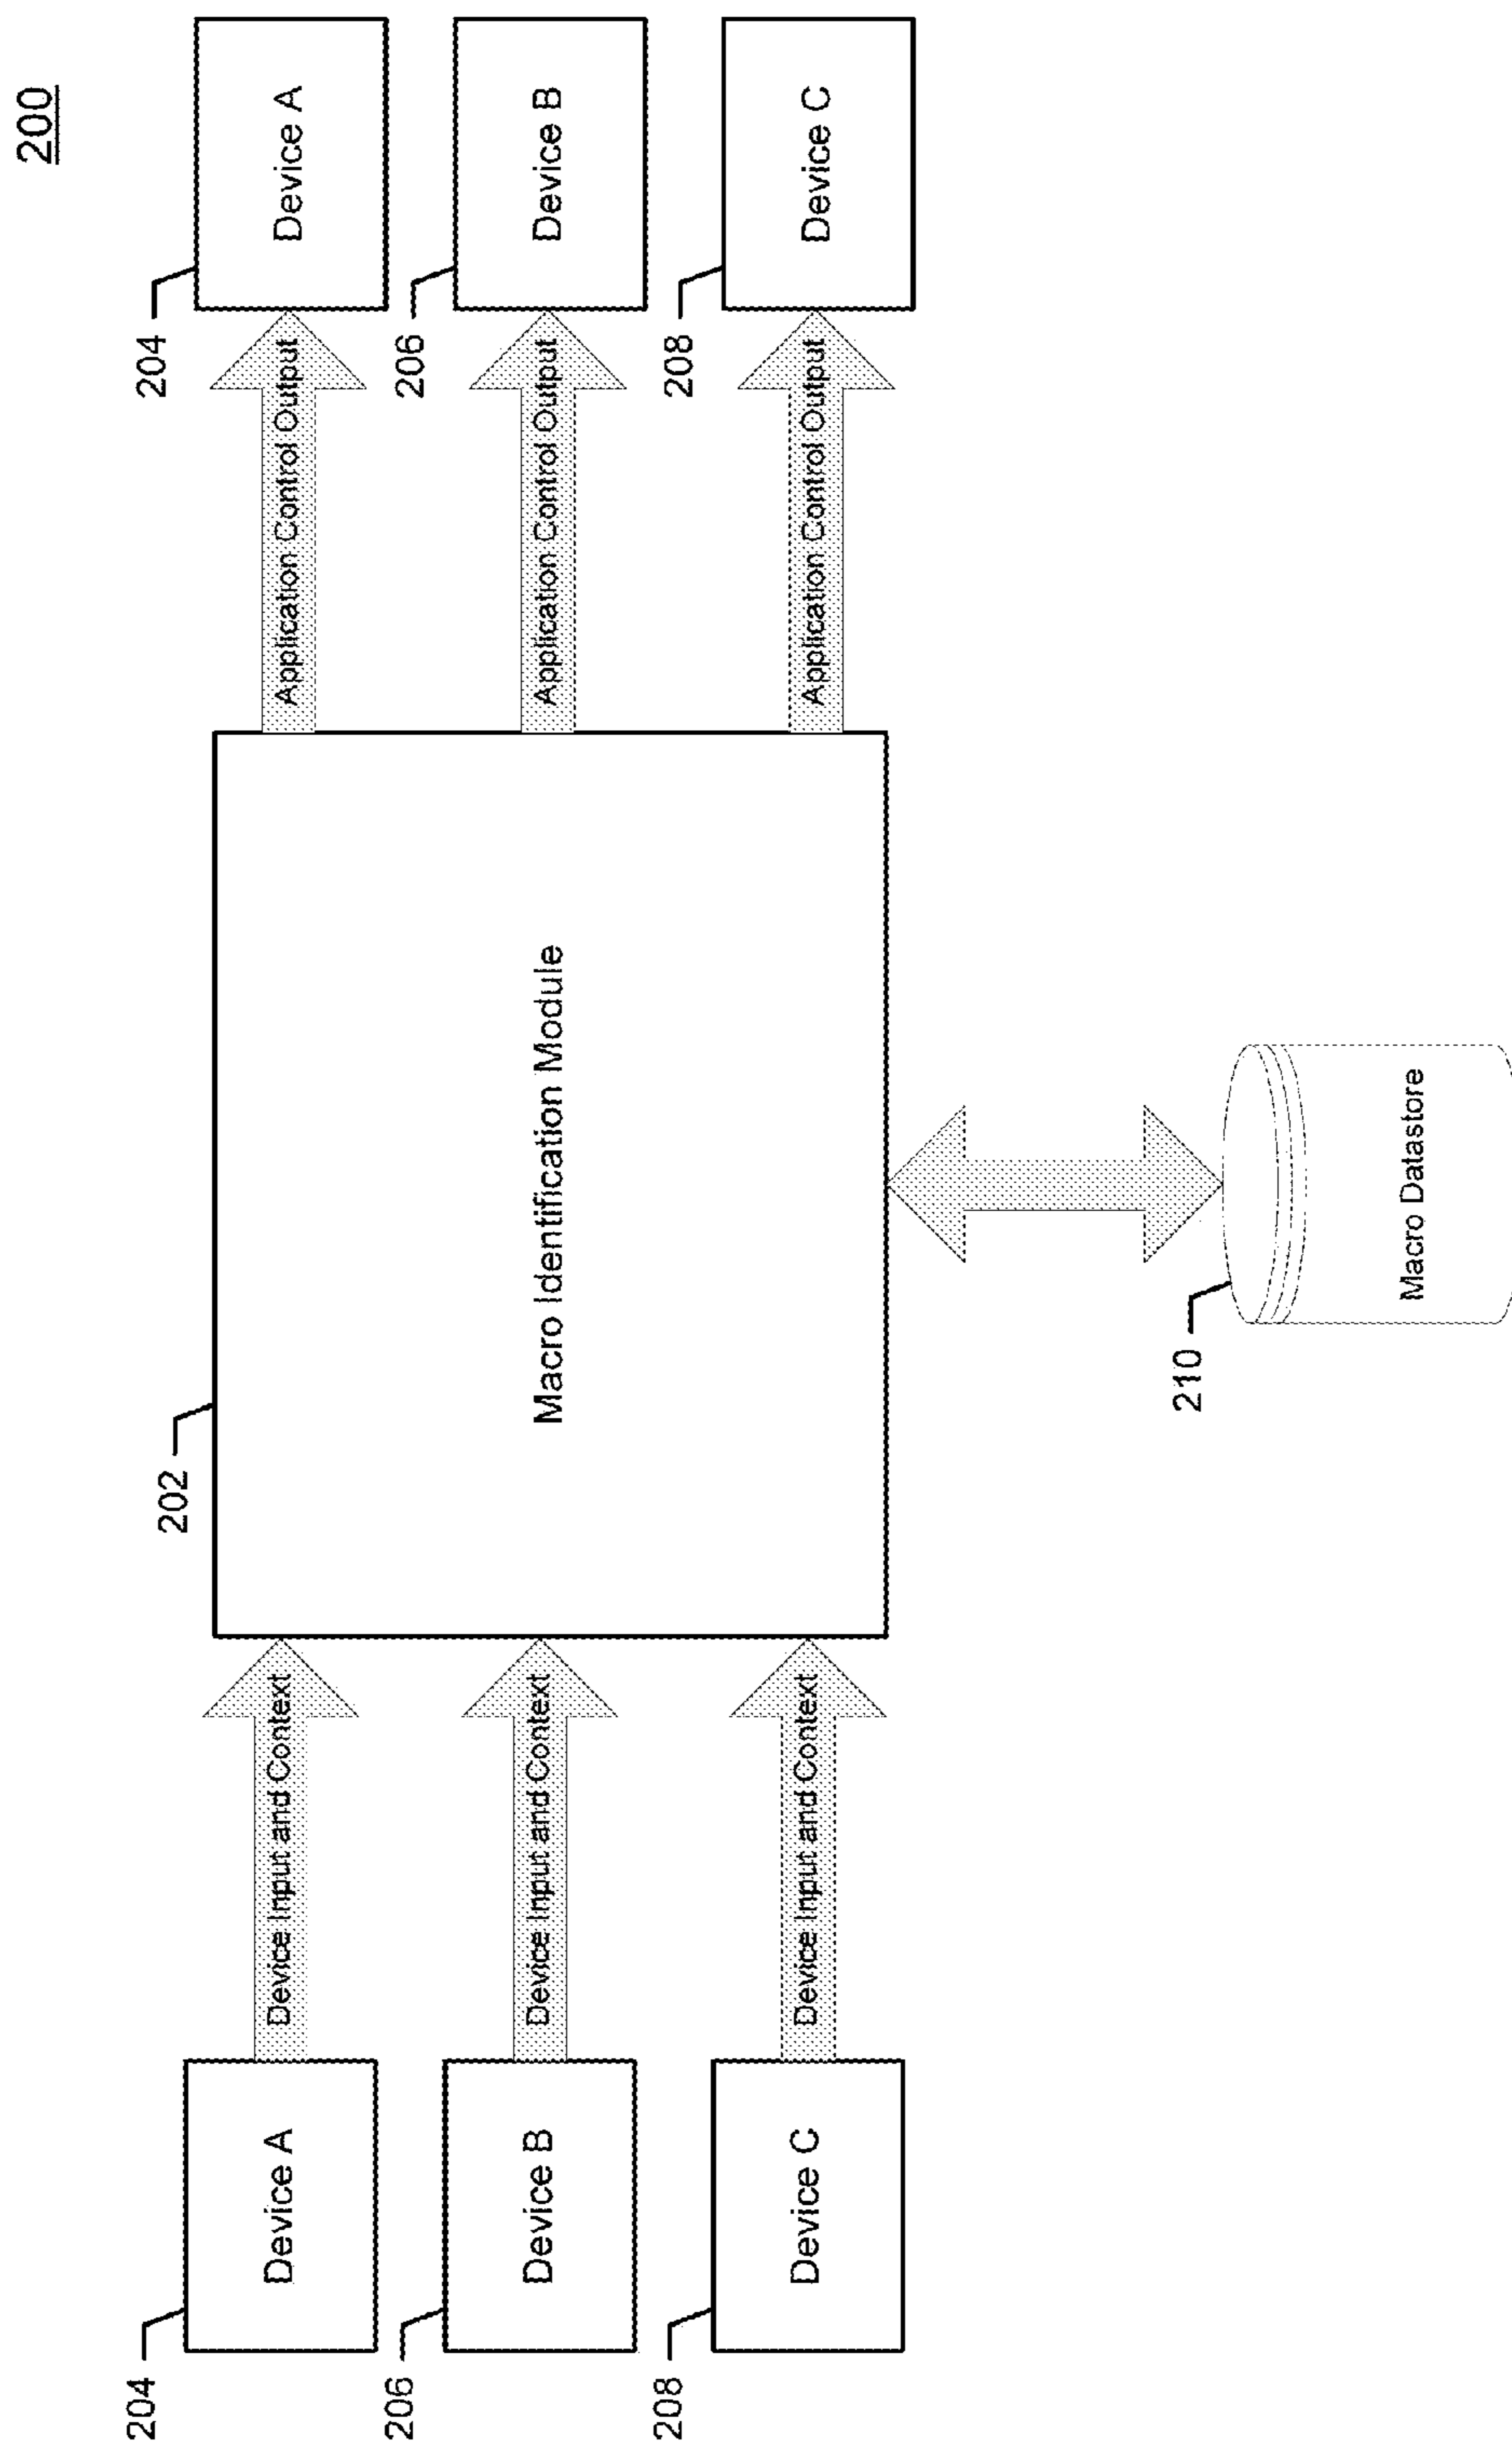 200
204
Device A
Device Input and Context
206
Device B
Device Input and Context
208
Device C
Device Input and Context
202
Macro Identification Module
Application Control Output
204
Device A
Application Control Output
206
Device B
Application Control Output
208
Device C
210
Macro Datastore